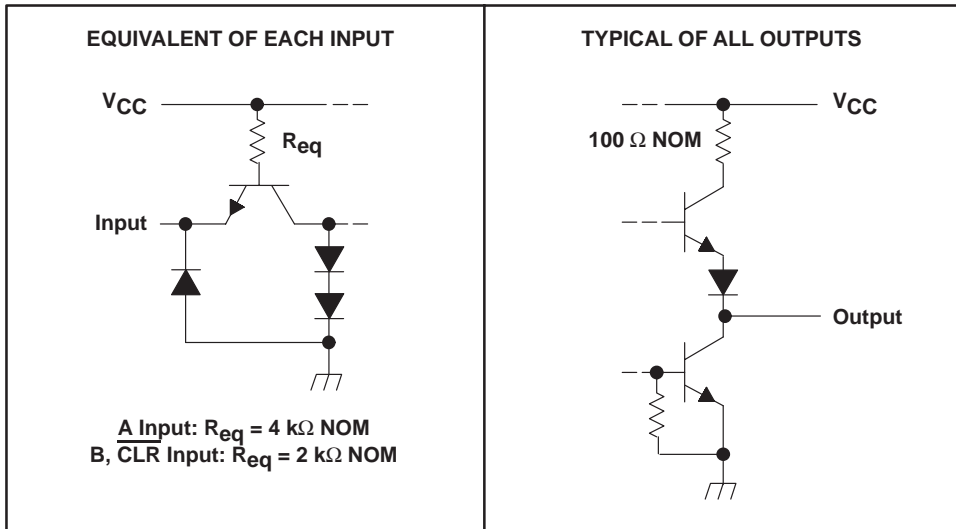 EQUIVALENT OF EACH INPUT
VCC
Req
Input
A Input: Req = 4 kΩ NOM
B, CLR Input: Req = 2 kΩ NOM
TYPICAL OF ALL OUTPUTS
VCC
100 Ω NOM
Output